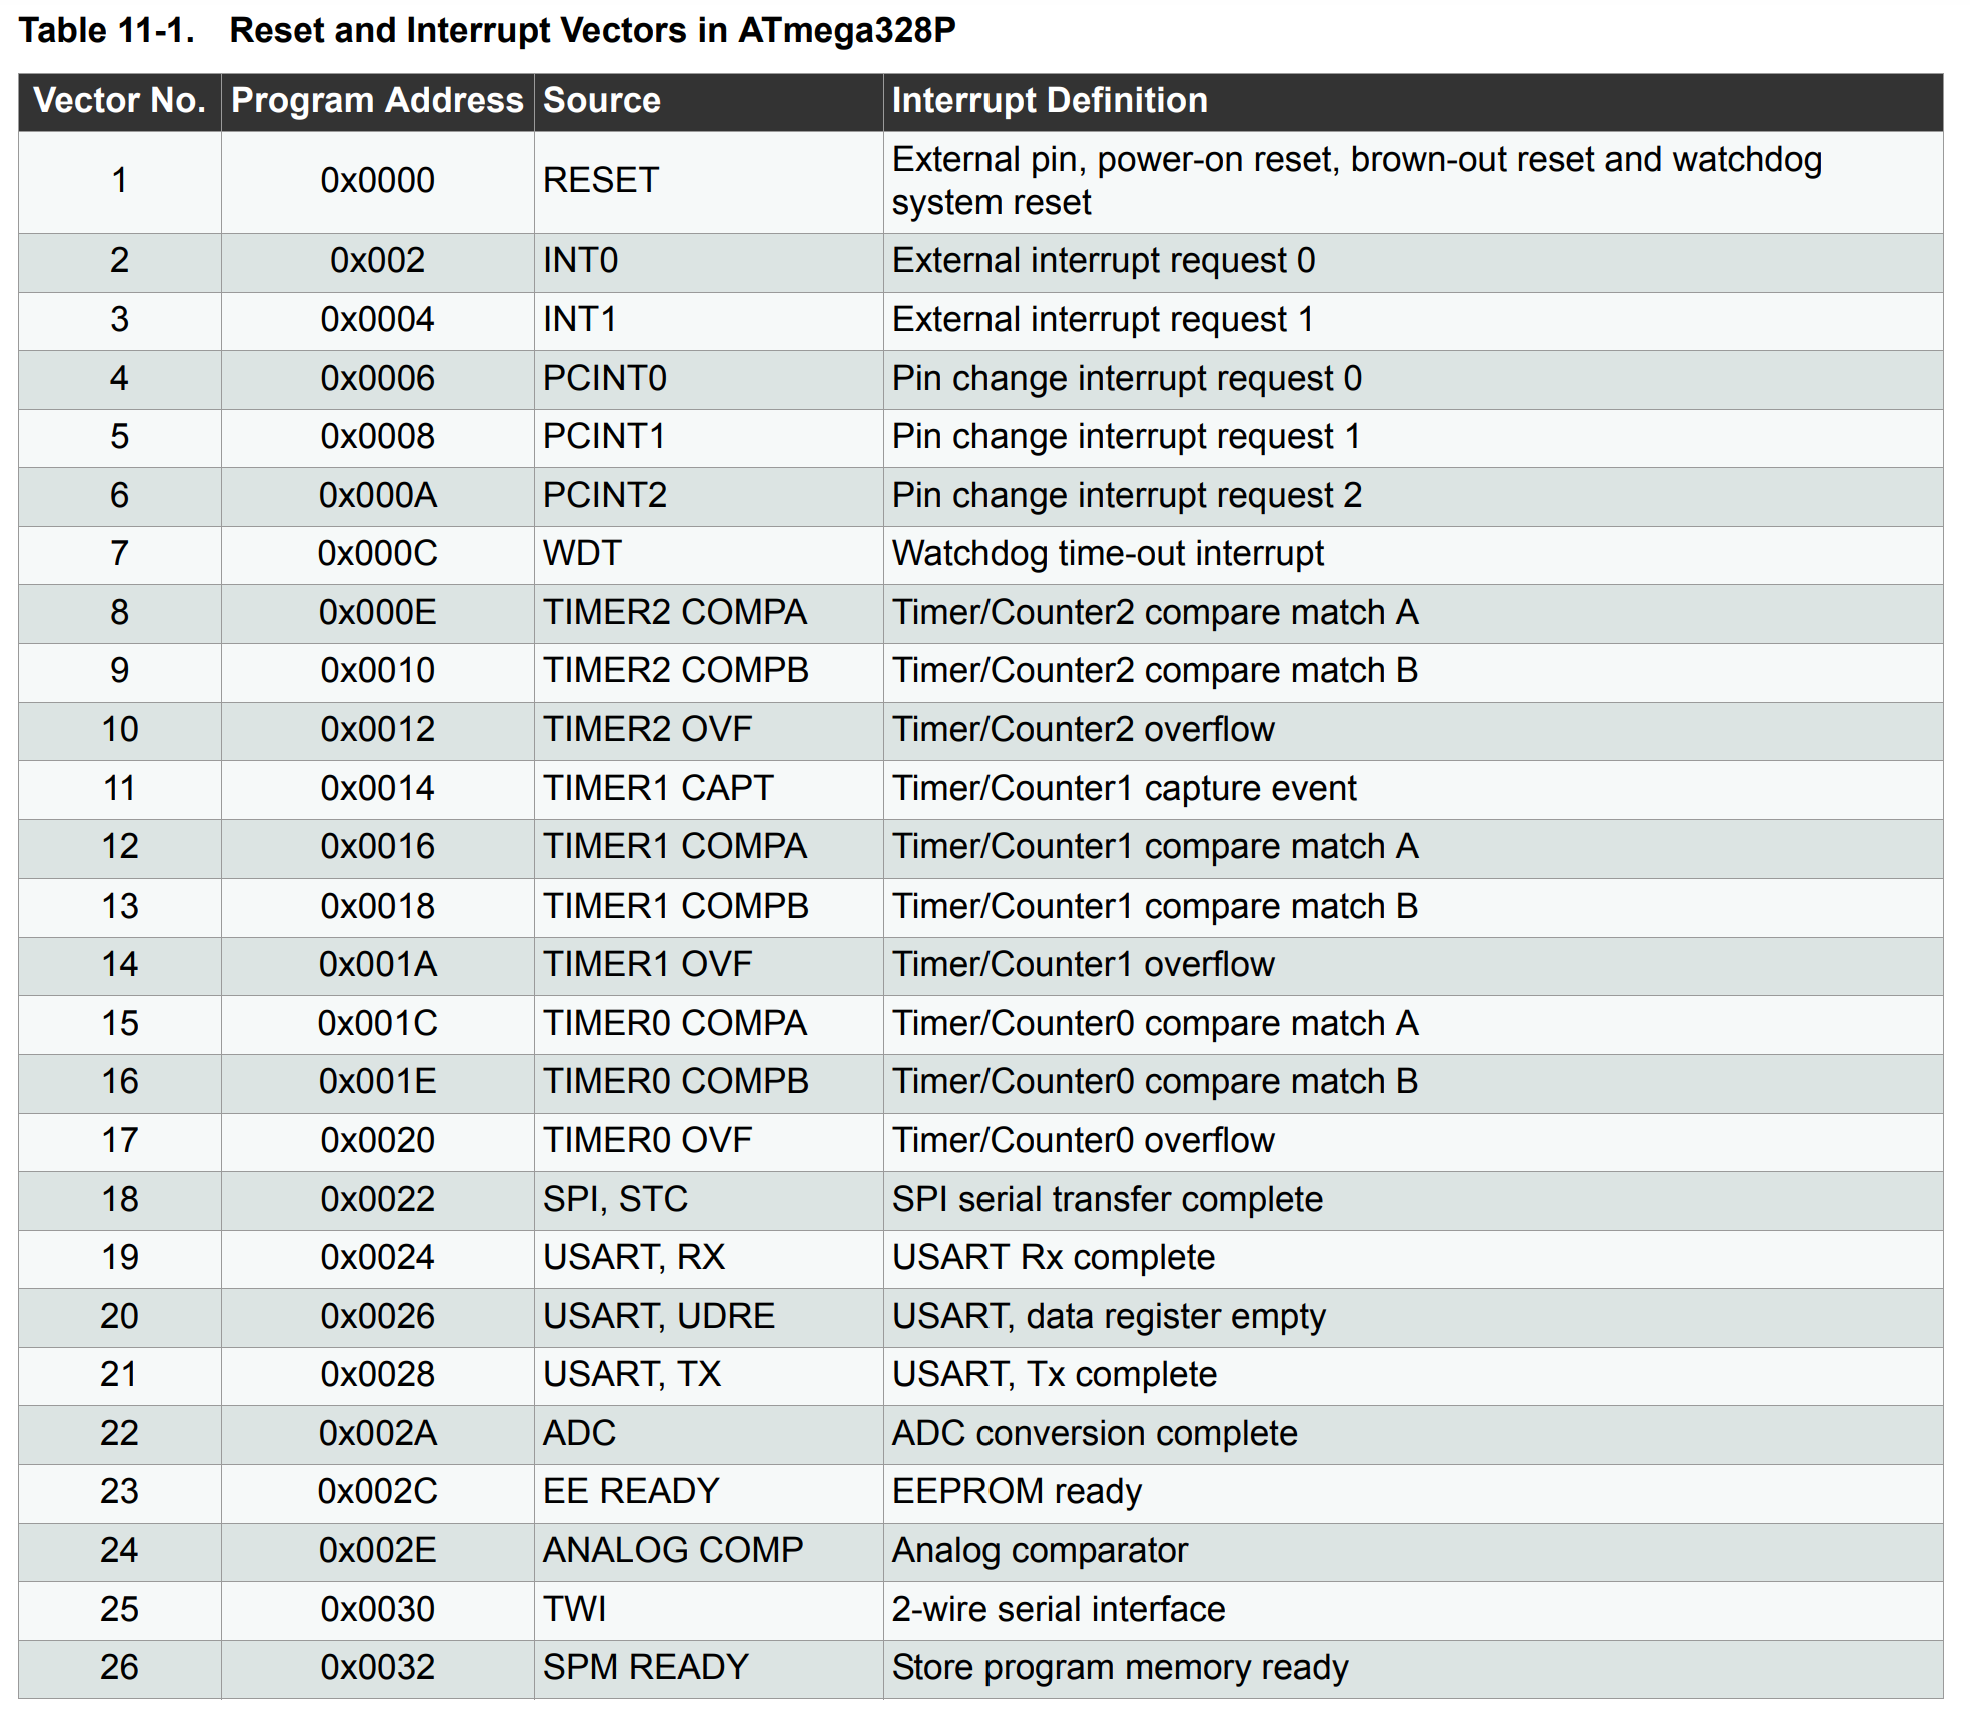 Table 11-1. Reset and Interrupt Vectors in ATmega328P
Vector No. Program Address Source Interrupt Definition
1 0x0000 RESET External pin, power-on reset, brown-out reset and watchdog
system reset
2 0x002 INT0 External interrupt request 0
3 0x0004 INT1 External interrupt request 1
4 0x0006 PCINT0 Pin change interrupt request 0
5 0x0008 PCINT1 Pin change interrupt request 1
6 0x000A PCINT2 Pin change interrupt request 2
7 0x000C WDT Watchdog time-out interrupt
8 0x000E TIMER2 COMPA Timer/Counter2 compare match A
9 0x0010 TIMER2 COMPB Timer/Counter2 compare match B
10 0x0012 TIMER2 OVF Timer/Counter2 overflow
11 0x0014 TIMER1 CAPT Timer/Counter1 capture event
12 0x0016 TIMER1 COMPA Timer/Counter1 compare match A
13 0x0018 TIMER1 COMPB Timer/Counter1 compare match B
14 0x001A TIMER1 OVF Timer/Counter1 overflow
15 0x001C TIMER0 COMPA Timer/Counter0 compare match A
16 0x001E TIMER0 COMPB Timer/Counter0 compare match B
17 0x0020 TIMER0 OVF Timer/Counter0 overflow
18 0x0022 SPI, STC SPI serial transfer complete
19 0x0024 USART, RX USART Rx complete
20 0x0026 USART, UDRE USART, data register empty
21 0x0028 USART, TX USART, Tx complete
22 0x002A ADC ADC conversion complete
23 0x002C EE READY EEPROM ready
24 0x002E ANALOG COMP Analog comparator
25 0x0030 TWI 2-wire serial interface
26 0x0032 SPM READY Store program memory ready